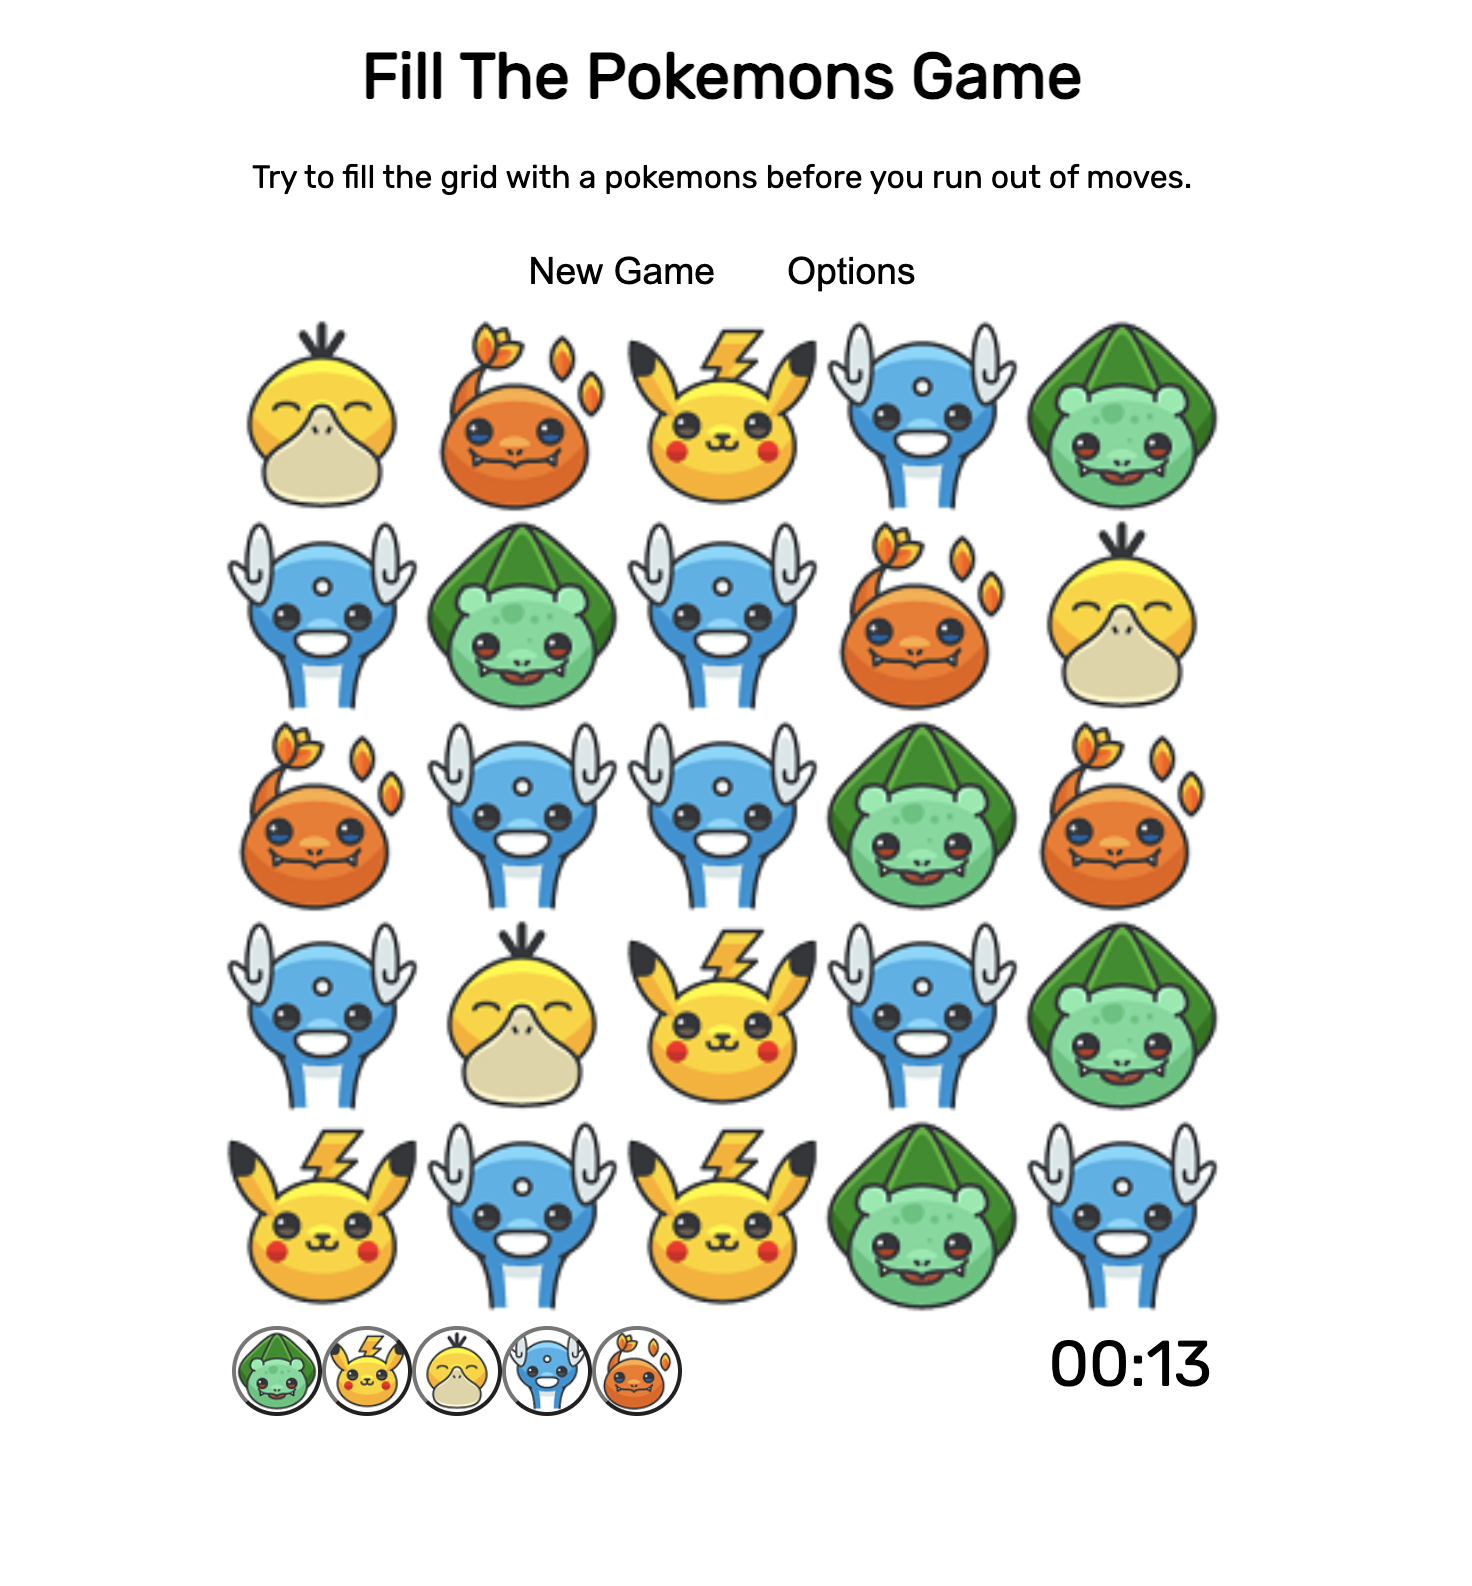 Fill The Pokemons Game
Try to fill the grid with a pokemons before you run out of moves.
New Game Options
00:13